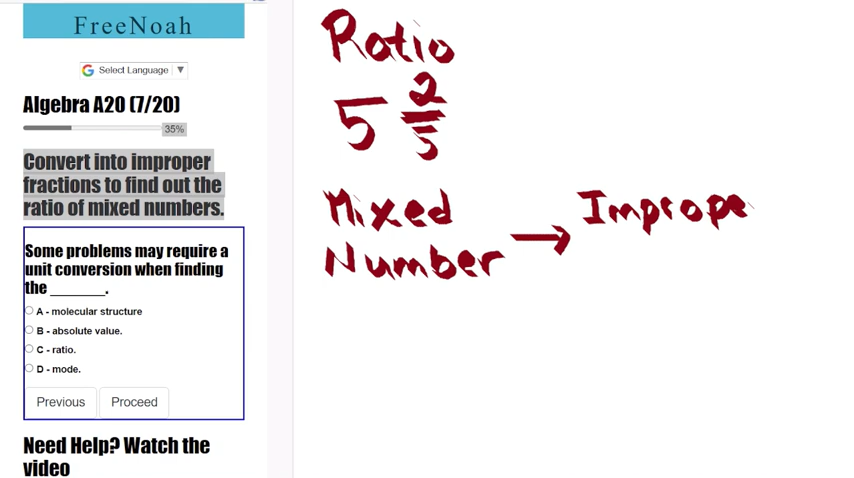 FreeNoah
Select Language ▼
Algebra A20 (7/20)
35%
Convert into improper
fractions to find out the
ratio of mixed numbers.
Some problems may require a
unit conversion when finding
the ______.
A - molecular structure
B - absolute value.
C - ratio.
D - mode.
Previous Proceed
Need Help? Watch the
video
Ratio
5 2/5
Mixed
Number → Imprope